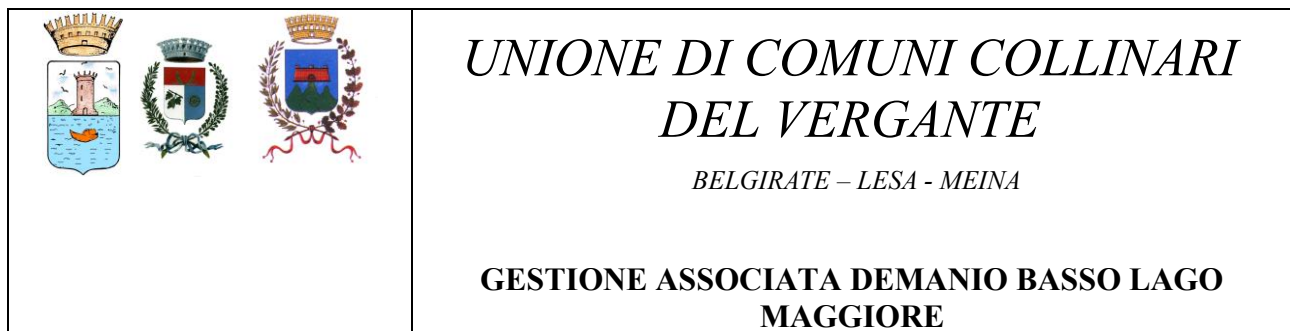 UNIONE DI COMUNI COLLINARI
DEL VERGANTE
BELGIRATE – LESA - MEINA
GESTIONE ASSOCIATA DEMANIO BASSO LAGO
MAGGIORE